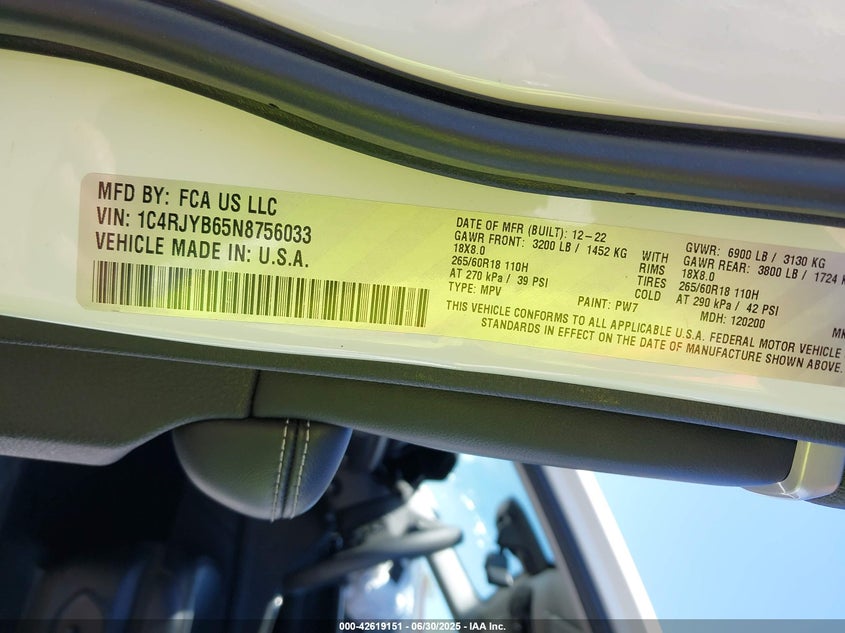 MFD BY: FCA US LLC
VIN: 1C4RJYB65N8756033
VEHICLE MADE IN: U.S.A.
DATE OF MFR (BUILT): 12-22
GAWR FRONT: 3200 LB / 1452 KG
18X8.0
265/60R18 110H
AT 270 kPa / 39 PSI
TYPE: MPV
WITH
RIMS
TIRES
COLD
PAINT: PW7
GVWR: 6900 LB / 3130 KG
GAWR REAR: 3800 LB / 1724 K
18X8.0
265/60R18 110H
AT 290 kPa / 42 PSI
MDH: 120200
THIS VEHICLE CONFORMS TO ALL APPLICABLE U.S.A. FEDERAL MOTOR VEHICLE
STANDARDS IN EFFECT ON THE DATE OF MANUFACTURE SHOWN ABOVE.
000-42619151 - 06/30/2025 - IAA Inc.